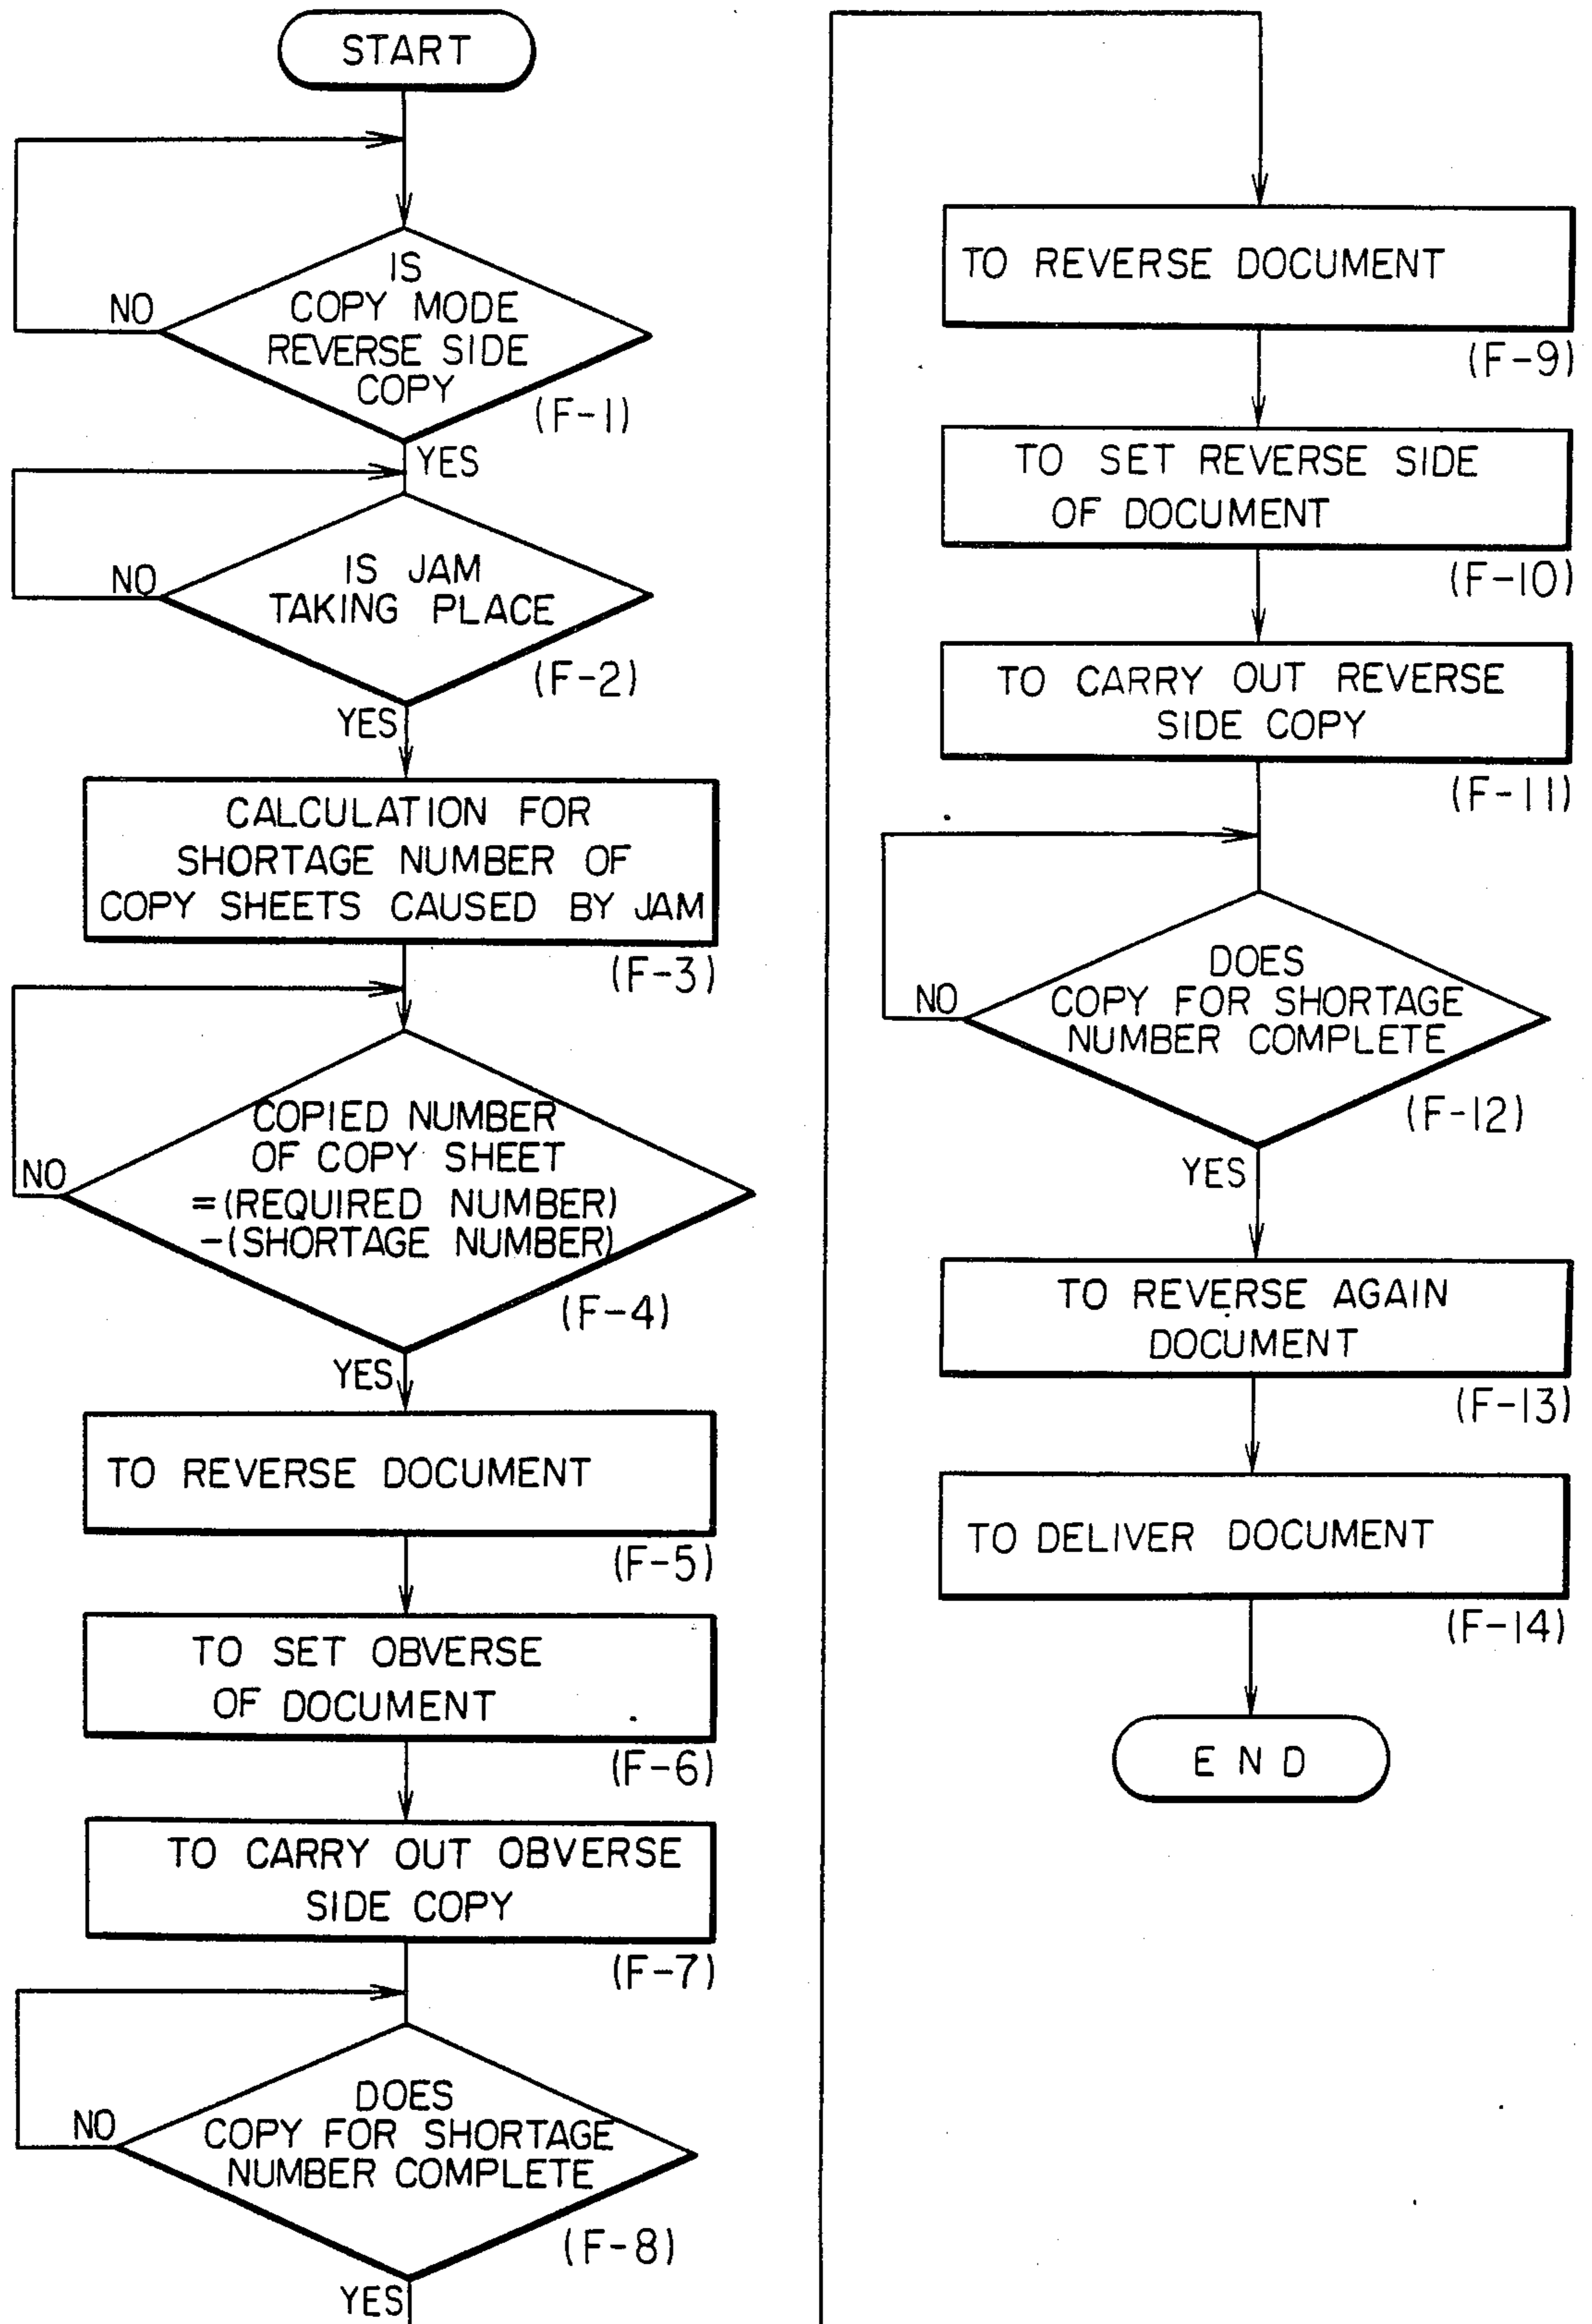 START
IS
COPY MODE
REVERSE SIDE
COPY
NO
(F-1)
YES
IS JAM
TAKING PLACE
NO
(F-2)
YES
CALCULATION FOR
SHORTAGE NUMBER OF
COPY SHEETS CAUSED BY JAM
(F-3)
COPIED NUMBER
OF COPY SHEET
=(REQUIRED NUMBER)
-(SHORTAGE NUMBER)
NO
(F-4)
YES
TO REVERSE DOCUMENT
(F-5)
TO SET OBVERSE
OF DOCUMENT
(F-6)
TO CARRY OUT OBVERSE
SIDE COPY
(F-7)
DOES
COPY FOR SHORTAGE
NUMBER COMPLETE
NO
(F-8)
YES
TO REVERSE DOCUMENT
(F-9)
TO SET REVERSE SIDE
OF DOCUMENT
(F-10)
TO CARRY OUT REVERSE
SIDE COPY
(F-11)
DOES
COPY FOR SHORTAGE
NUMBER COMPLETE
NO
(F-12)
YES
TO REVERSE AGAIN
DOCUMENT
(F-13)
TO DELIVER DOCUMENT
(F-14)
END